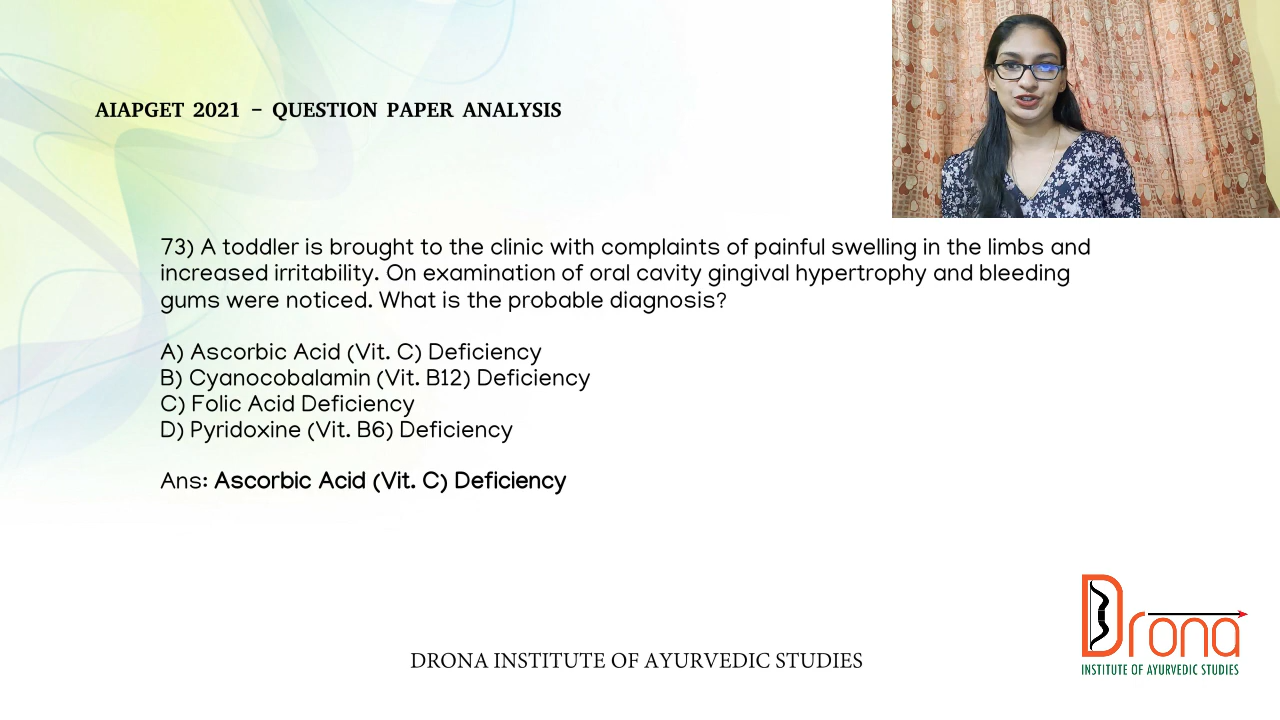 AIAPGET 2021 - QUESTION PAPER ANALYSIS
73) A toddler is brought to the clinic with complaints of painful swelling in the limbs and
increased irritability. On examination of oral cavity gingival hypertrophy and bleeding
gums were noticed. What is the probable diagnosis?
A) Ascorbic Acid (Vit. C) Deficiency
B) Cyanocobalamin (Vit. B12) Deficiency
C) Folic Acid Deficiency
D) Pyridoxine (Vit. B6) Deficiency
Ans: Ascorbic Acid (Vit. C) Deficiency
Drona
INSTITUTE OF AYURVEDIC STUDIES
DRONA INSTITUTE OF AYURVEDIC STUDIES